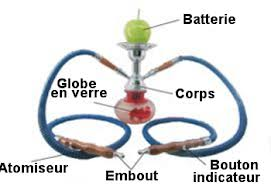 Batterie
Globe
en verre
Corps
Atomiseur
Embout
Bouton
indicateur